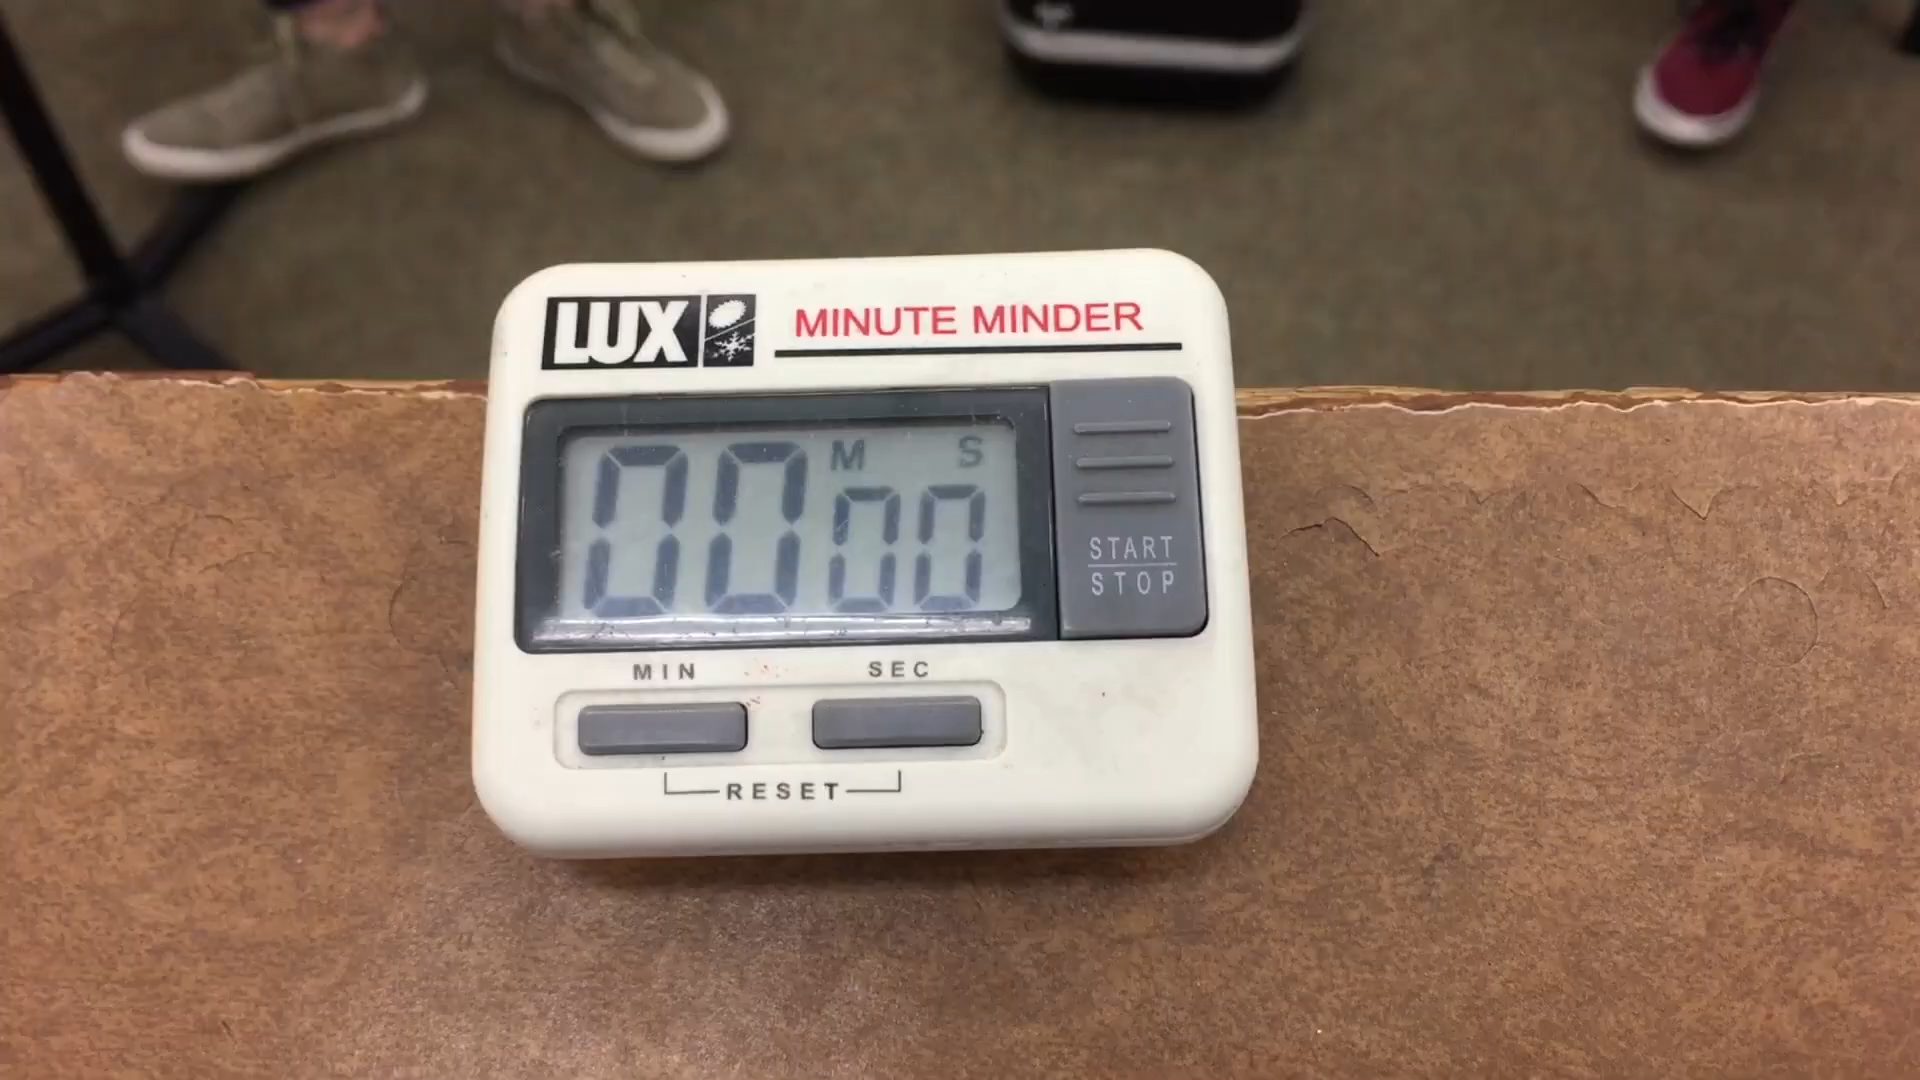 LUX MINUTE MINDER
M S
00 00
START
STOP
MIN SEC
RESET